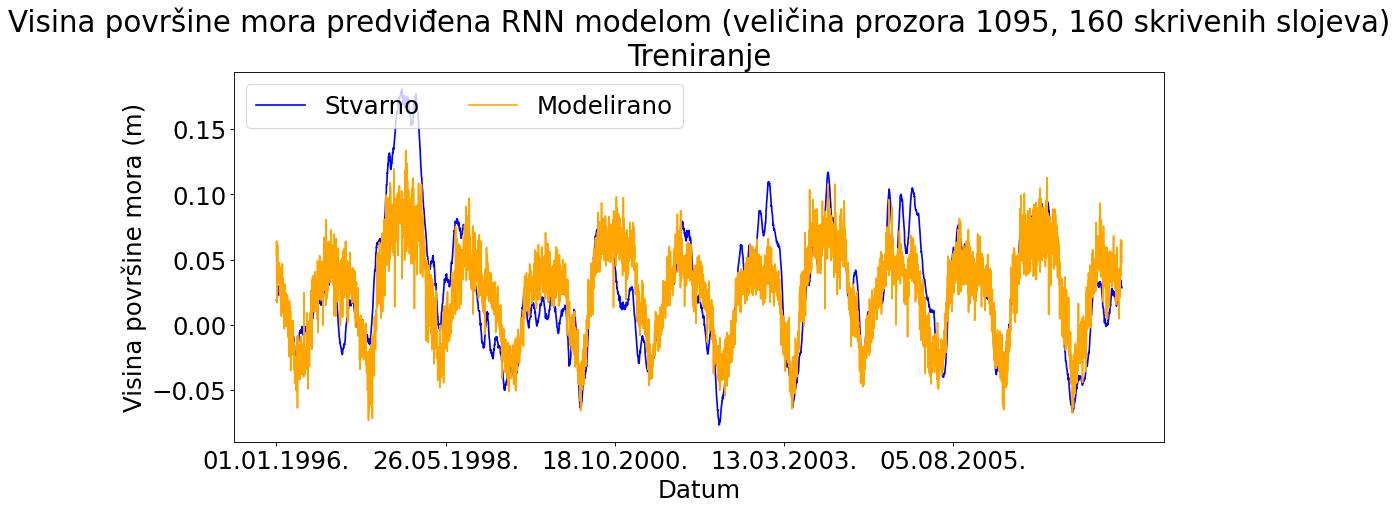 Visina površine mora predviđena RNN modelom (veličina prozora 1095, 160 skrivenih slojeva)
Treniranje
Stvarno Modelirano
Visina površine mora (m)
0.15
0.10
0.05
0.00
−0.05
01.01.1996. 26.05.1998. 18.10.2000. 13.03.2003. 05.08.2005.
Datum